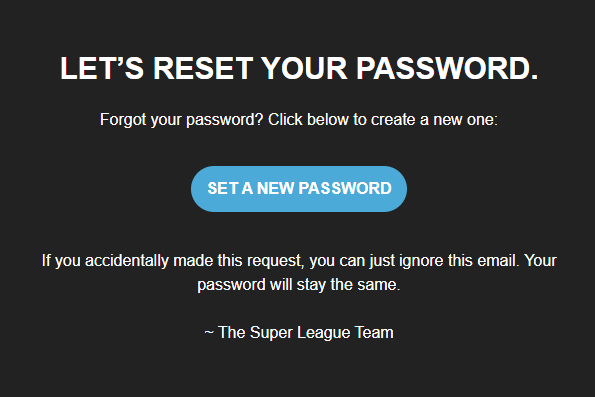 LET’S RESET YOUR PASSWORD.
Forgot your password? Click below to create a new one:
SET A NEW PASSWORD
If you accidentally made this request, you can just ignore this email. Your
password will stay the same.
~ The Super League Team